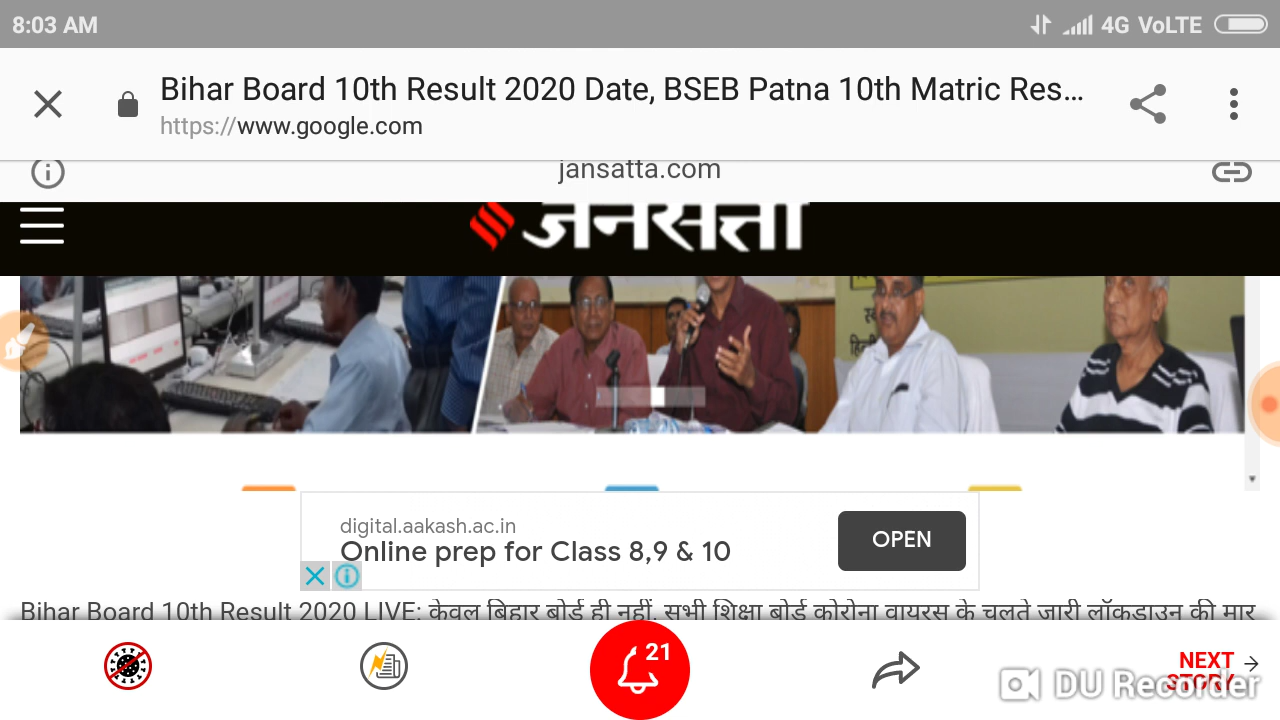 8:03 AM
4G VoLTE
Bihar Board 10th Result 2020 Date, BSEB Patna 10th Matric Res...
https://www.google.com
jansatta.com
जनसत्ता
digital.aakash.ac.in
Online prep for Class 8,9 & 10
OPEN
Bihar Board 10th Result 2020 LIVE: केवल बिहार बोर्ड ही नहीं, सभी शिक्षा बोर्ड कोरोना वायरस के चलते जारी लॉकडाउन की मार
21
NEXT
STORY
DU Recorder